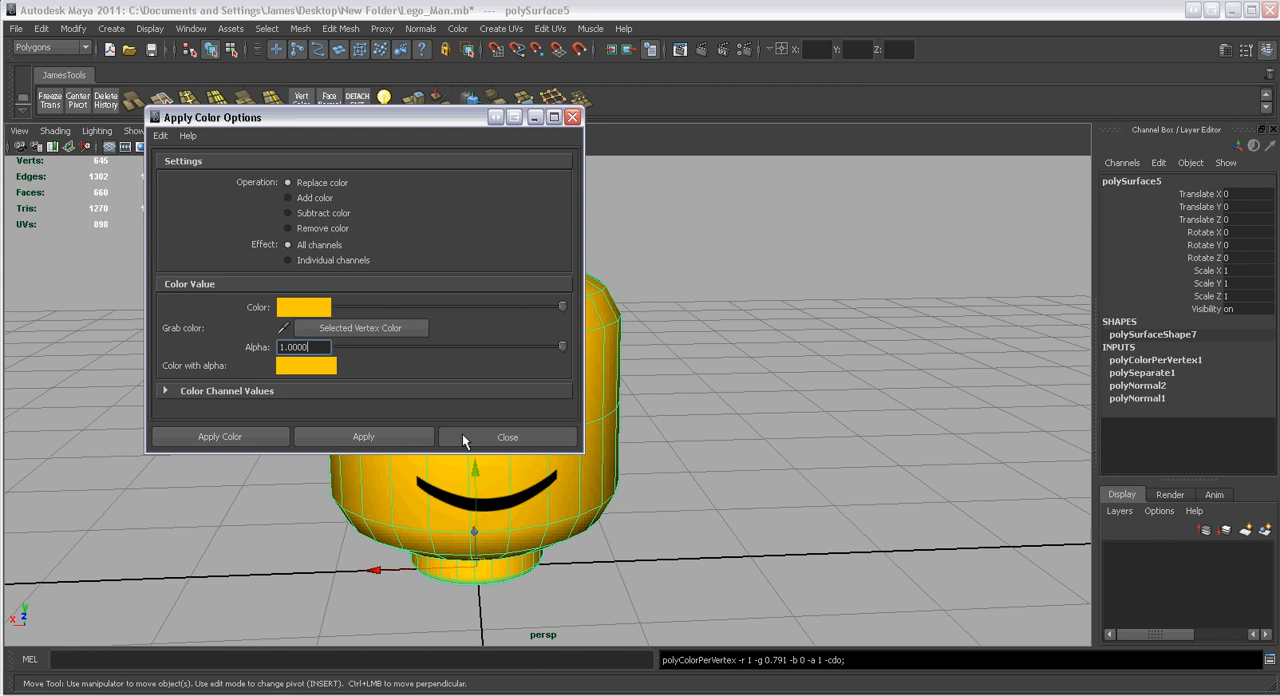 Autodesk Maya 2011: C:\Documents and Settings\James\Desktop\New Folder\Lego_Man.mb* --- polySurface5
File Edit Modify Create Display Window Assets Select Mesh Edit Mesh Proxy Normals Color Create UVs Edit UVs Muscle Help
Polygons X: Y: Z:
JamesTools
Freeze Trans Center Pivot Delete History Vert Face DETACH
Apply Color Options
Channel Box / Layer Editor
View Shading Lighting Show
Edit Help
Channels Edit Object Show
Verts: 645
Edges: 1302
Faces: 660
Tris: 1270
UVs: 898
Settings
Operation: Replace color
Add color
Subtract color
Remove color
Effect: All channels
Individual channels
Color Value
Color:
Grab color: Selected Vertex Color
Alpha: 1.0000
Color with alpha:
Color Channel Values
Apply Color Apply Close
polySurface5
Translate X 0
Translate Y 0
Translate Z 0
Rotate X 0
Rotate Y 0
Rotate Z 0
Scale X 1
Scale Y 1
Scale Z 1
Visibility on
SHAPES
polySurfaceShape7
INPUTS
polyColorPerVertex1
polySeparate1
polyNormal2
polyNormal1
Display Render Anim
Layers Options Help
Y
X Z
persp
MEL polyColorPerVertex -r 1 -g 0.791 -b 0 -a 1 -cdo;
Move Tool: Use manipulator to move object(s). Use edit mode to change pivot (INSERT). Ctrl+LMB to move perpendicular.